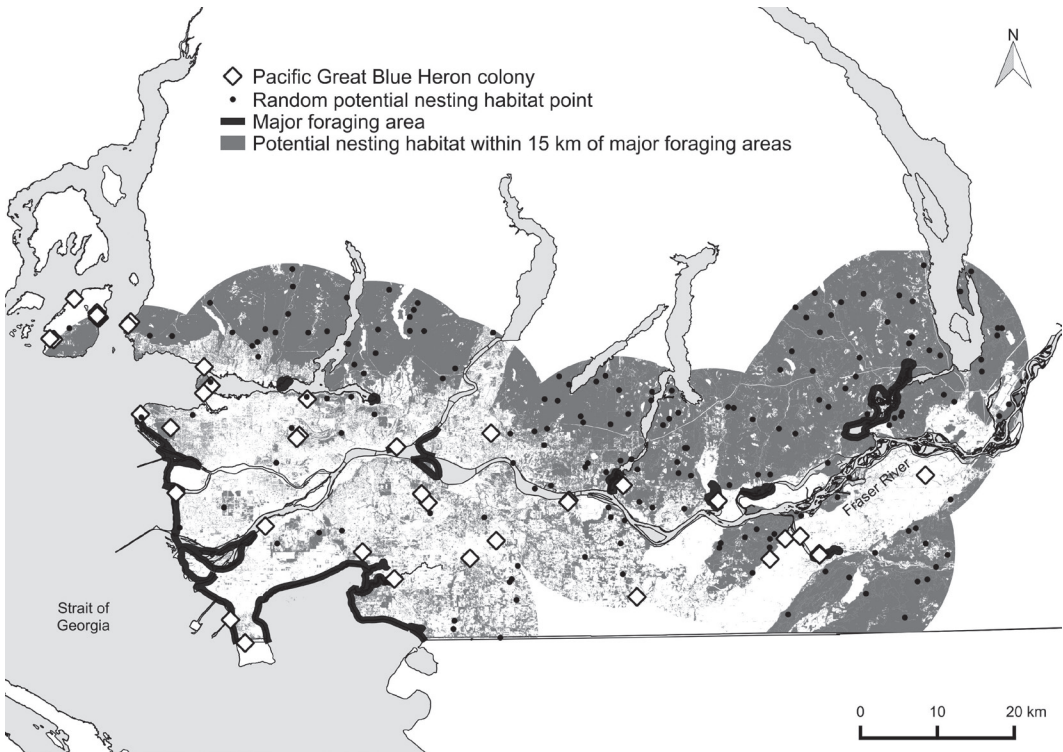 N
Pacific Great Blue Heron colony
Random potential nesting habitat point
Major foraging area
Potential nesting habitat within 15 km of major foraging areas
Fraser River
Strait of
Georgia
0 10 20 km